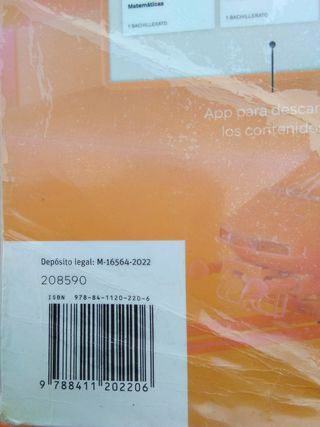 Matemáticas
1 BACHILLERATO
1 BACHILLERATO
App para descar
los contenidos
Depósito legal: M-16564-2022
208590
ISBN 978-84-1120-220-6
9 788411 202206